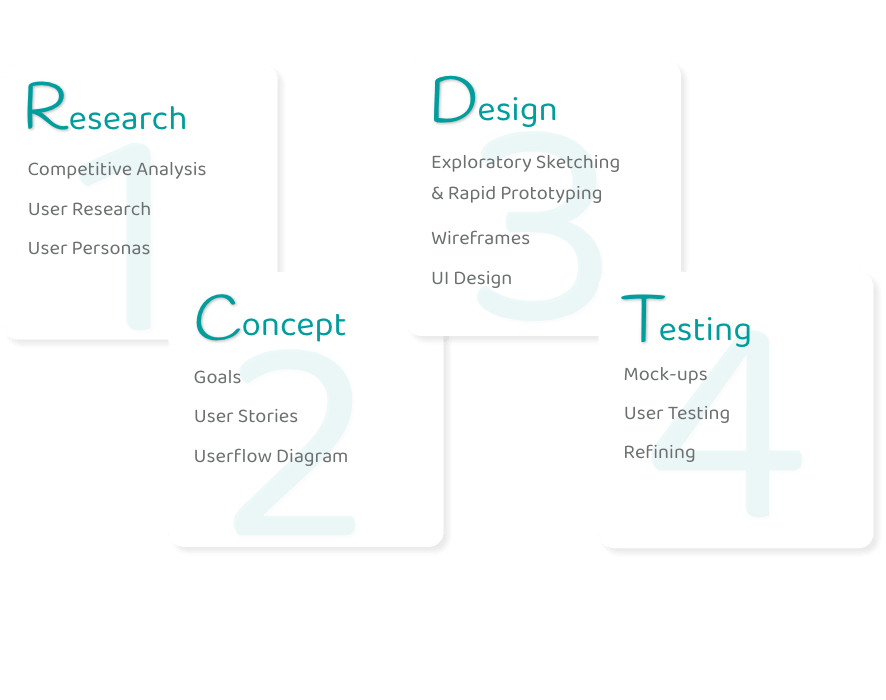 Research
1
Competitive Analysis
User Research
User Personas
Concept
2
Goals
User Stories
Userflow Diagram
Design
3
Exploratory Sketching
& Rapid Prototyping
Wireframes
UI Design
Testing
4
Mock-ups
User Testing
Refining